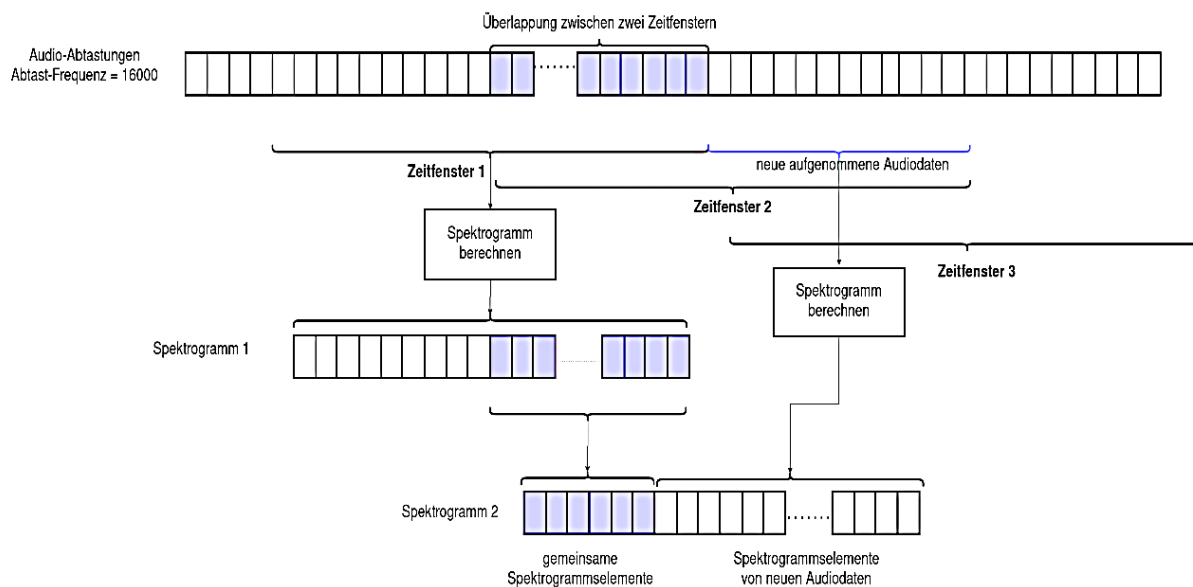 Überlappung zwischen zwei Zeitfenstern
Audio-Abtastungen
Abtast-Frequenz = 16000
Zeitfenster 1
neue aufgenommene Audiodaten
Zeitfenster 2
Spektrogramm
berechnen
Zeitfenster 3
Spektrogramm
berechnen
Spektrogramm 1
Spektrogramm 2
gemeinsame
Spektrogrammselemente
Spektrogrammselemente
von neuen Audiodaten